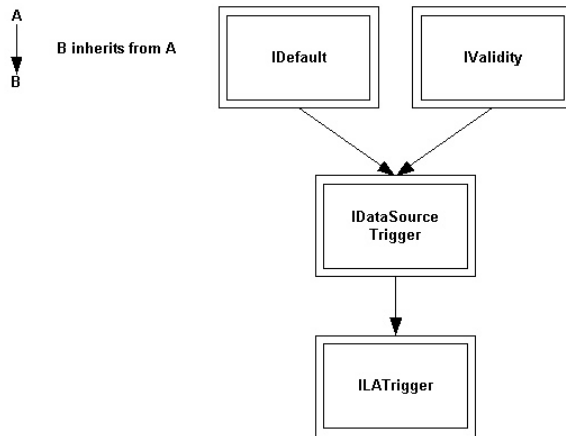 A
B inherits from A
B
IDefault
IValidity
IDataSource
Trigger
ILATrigger